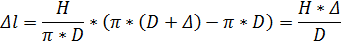 Δl = H / (π * D) * (π * (D + Δ) − π * D) = (H * Δ) / D